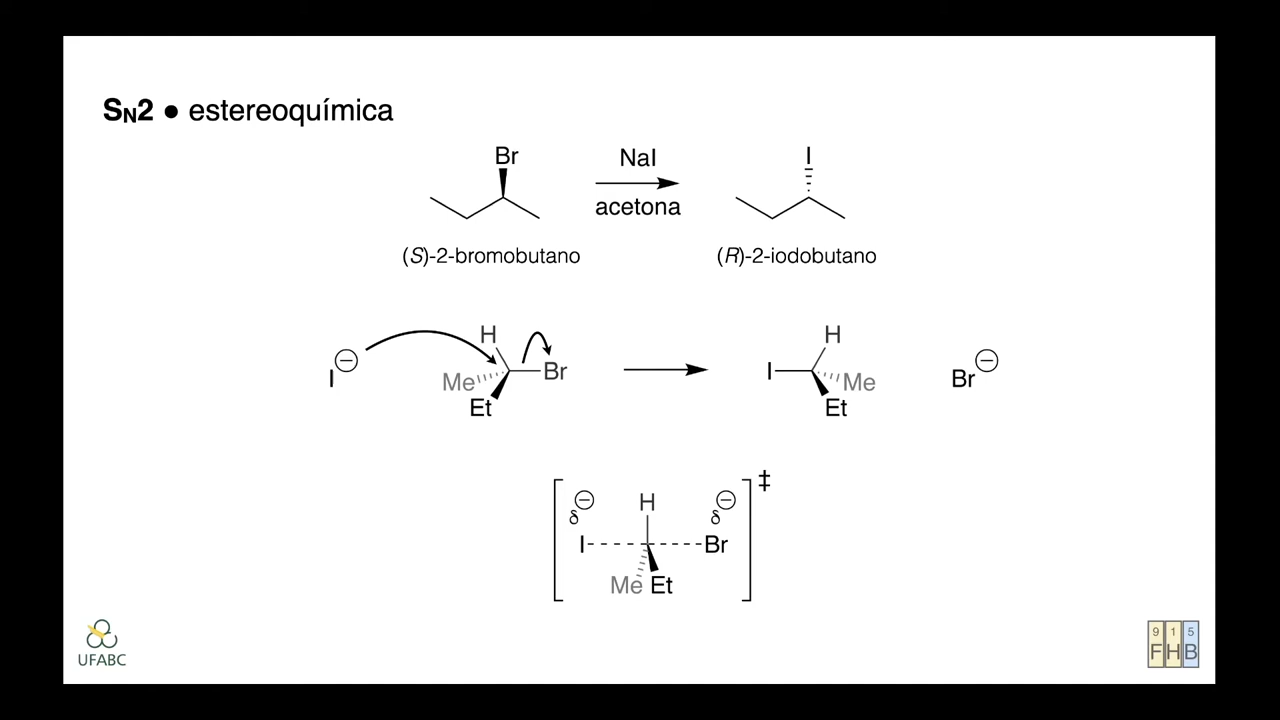 SN2 ● estereoquímica
Br
NaI
acetona
I
(S)-2-bromobutano
(R)-2-iodobutano
I ⊖
H
Me
Br
Et
I
H
Me
Et
Br ⊖
δ ⊖
H
δ ⊖
‡
I
Br
Me Et
UFABC
9 1 5
F H B